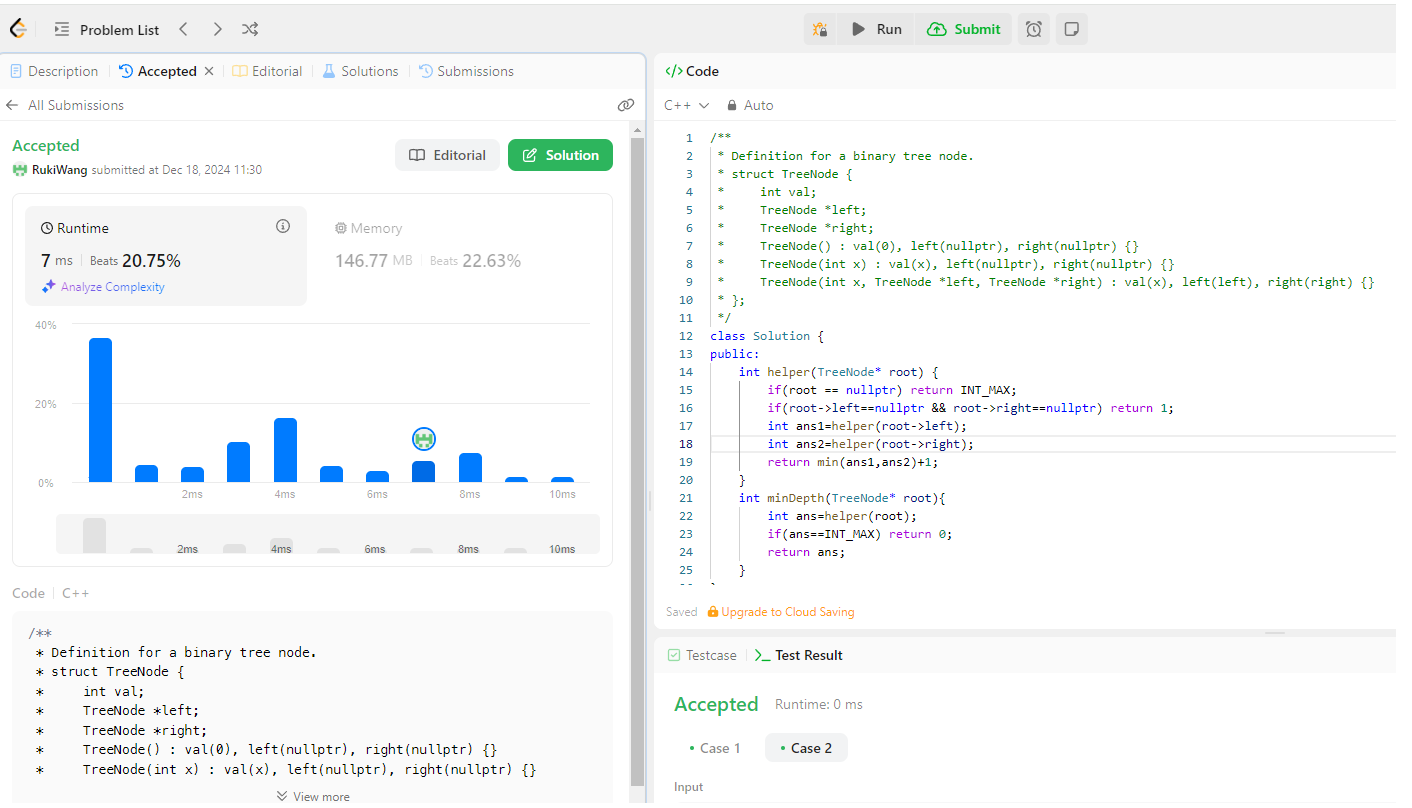 Problem List
Run
Submit
Description
Accepted
Editorial
Solutions
Submissions
All Submissions
Accepted
RukiWang submitted at Dec 18, 2024 11:30
Editorial
Solution
Runtime
7 ms Beats 20.75%
Analyze Complexity
Memory
146.77 MB Beats 22.63%
40%
20%
0%
2ms 4ms 6ms 8ms 10ms
2ms 4ms 6ms 8ms 10ms
Code C++
/**
 * Definition for a binary tree node.
 * struct TreeNode {
 *     int val;
 *     TreeNode *left;
 *     TreeNode *right;
 *     TreeNode() : val(0), left(nullptr), right(nullptr) {}
 *     TreeNode(int x) : val(x), left(nullptr), right(nullptr) {}
View more
</> Code
C++ Auto
1 /**
2  * Definition for a binary tree node.
3  * struct TreeNode {
4  *     int val;
5  *     TreeNode *left;
6  *     TreeNode *right;
7  *     TreeNode() : val(0), left(nullptr), right(nullptr) {}
8  *     TreeNode(int x) : val(x), left(nullptr), right(nullptr) {}
9  *     TreeNode(int x, TreeNode *left, TreeNode *right) : val(x), left(left), right(right) {}
10  * };
11  */
12 class Solution {
13 public:
14     int helper(TreeNode* root) {
15         if(root == nullptr) return INT_MAX;
16         if(root->left==nullptr && root->right==nullptr) return 1;
17         int ans1=helper(root->left);
18         int ans2=helper(root->right);
19         return min(ans1,ans2)+1;
20     }
21     int minDepth(TreeNode* root){
22         int ans=helper(root);
23         if(ans==INT_MAX) return 0;
24         return ans;
25     }
Saved Upgrade to Cloud Saving
Testcase
Test Result
Accepted Runtime: 0 ms
• Case 1 • Case 2
Input